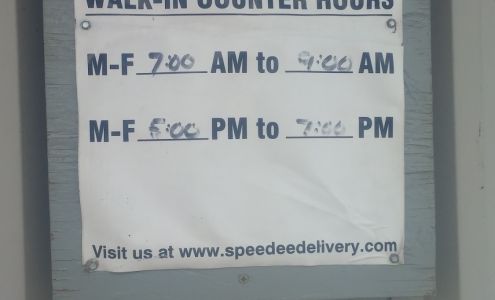 WALK-IN COUNTER HOURS
M-F 7:00 AM to 9:00 AM
M-F 5:00 PM to 7:00 PM
Visit us at www.speedeedelivery.com